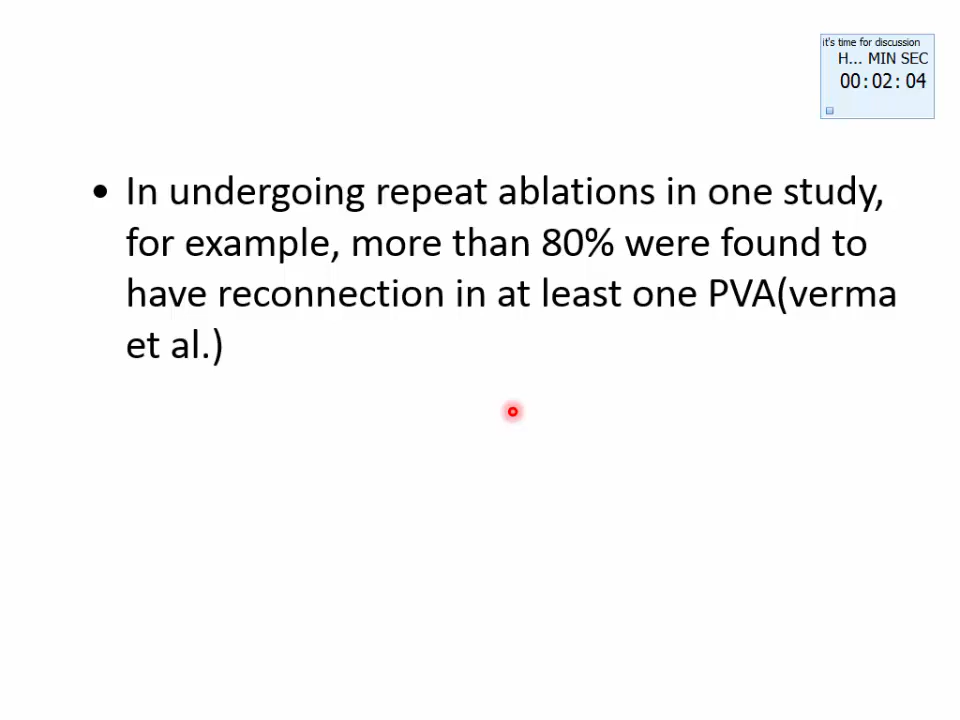 it's time for discussion
H... MIN SEC
00:02:04
• In undergoing repeat ablations in one study,
for example, more than 80% were found to
have reconnection in at least one PVA(verma
et al.)